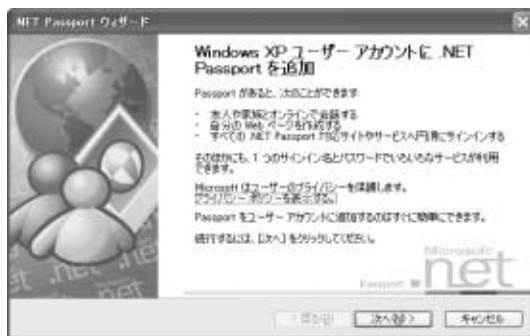 .NET Passport ウィザード
Windows XP ユーザー アカウントに .NET
Passport を追加
Passport があると、次のことができます:
・ 友人や家族とオンラインで会話する
・ 自分の Web ページを作成する
・ すべての .NET Passport 対応サイトやサービスへ円滑にサインインする
そのほかにも、1 つのサインイン名とパスワードでいろいろなサービスが利用
できます。
Microsoft はユーザーのプライバシーを保護します。
プライバシー ポリシーを表示する。
Passport をユーザー アカウントに追加するのはすぐに簡単にできます。
続行するには、[次へ] をクリックしてください。
Microsoft
net
Passport
< 戻る(B)
次へ(N) >
キャンセル